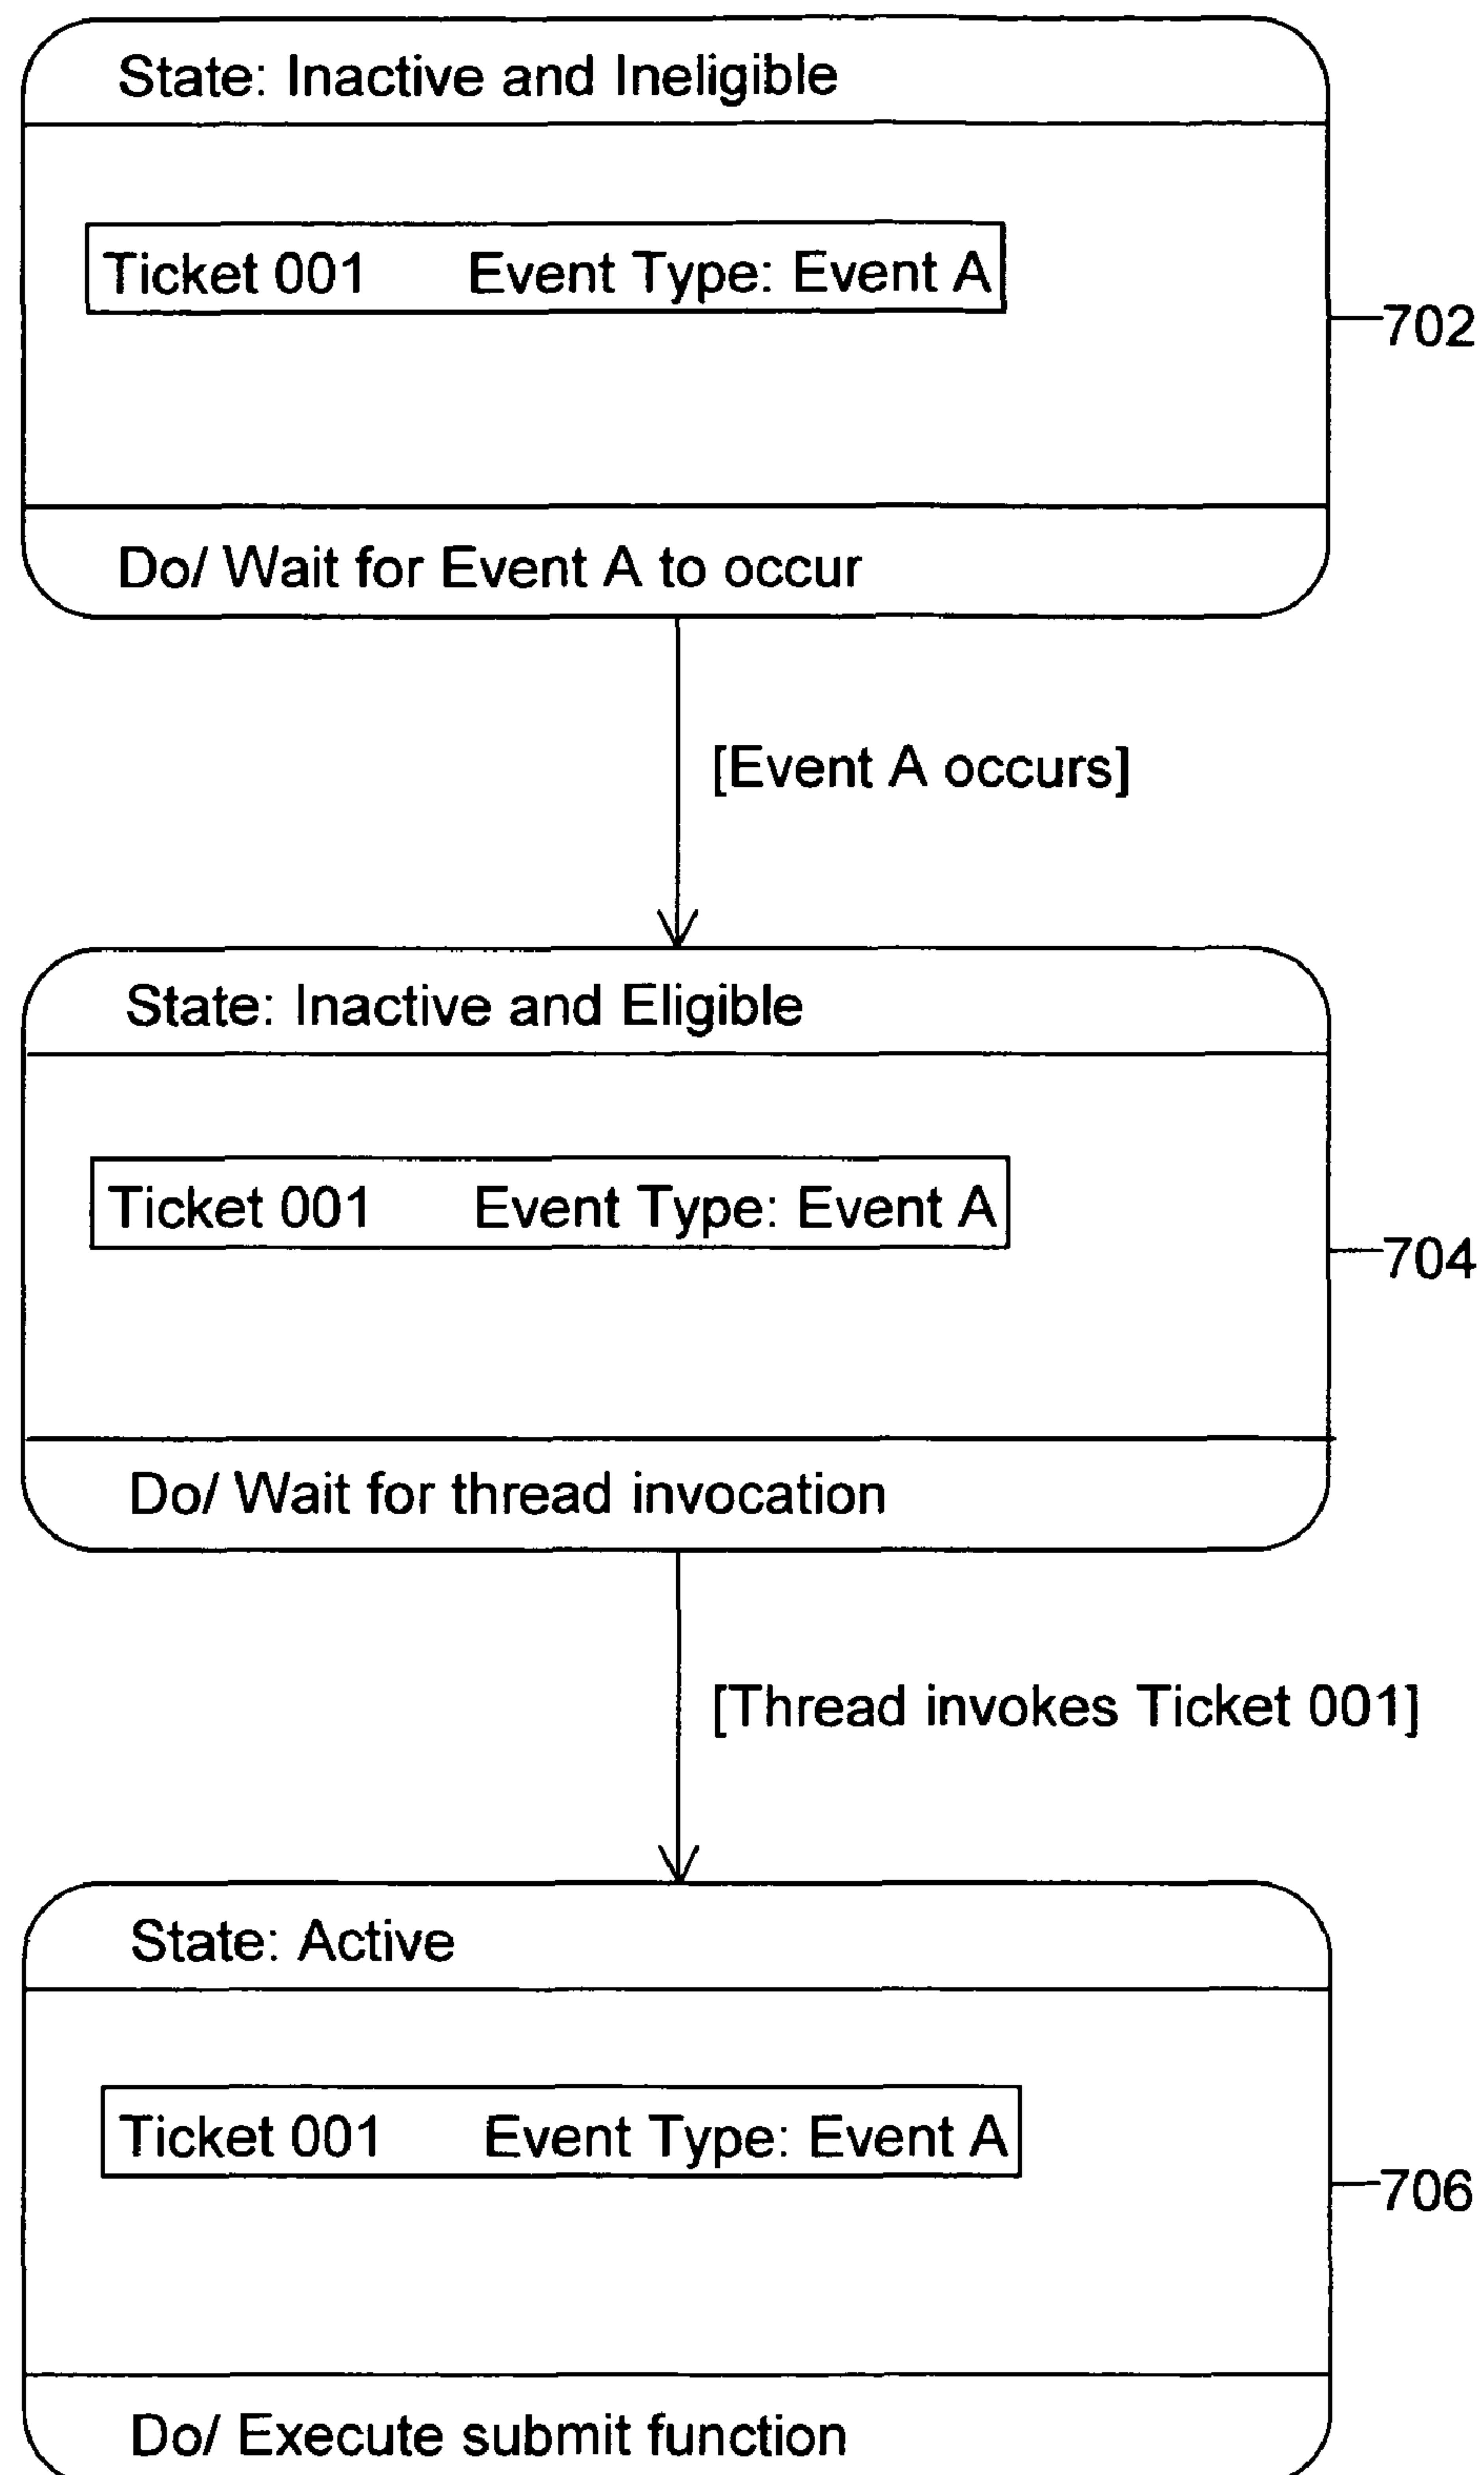 State: Inactive and Ineligible
Ticket 001 Event Type: Event A
702
Do/ Wait for Event A to occur
[Event A occurs]
State: Inactive and Eligible
Ticket 001 Event Type: Event A
704
Do/ Wait for thread invocation
[Thread invokes Ticket 001]
State: Active
Ticket 001 Event Type: Event A
706
Do/ Execute submit function